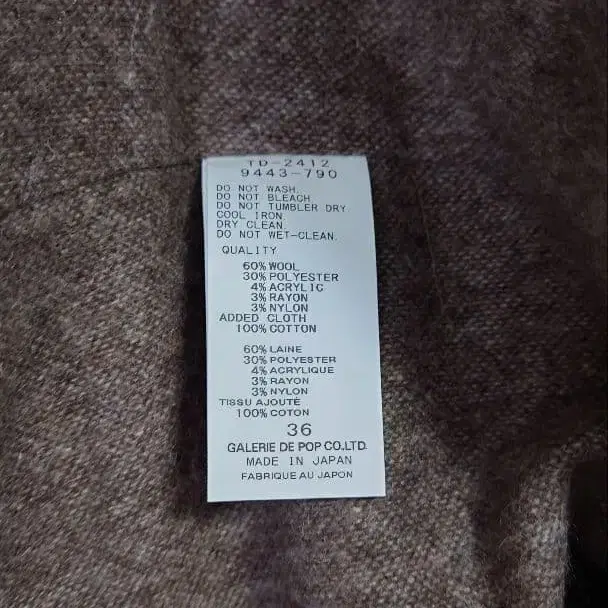 TD-2412
9443-790
DO NOT WASH.
DO NOT BLEACH
DO NOT TUMBLER DRY
COOL IRON
DRY CLEAN.
DO NOT WET-CLEAN.
QUALITY
60% WOOL
30% POLYESTER
4% ACRYLIC
3% RAYON
3% NYLON
ADDED CLOTH
100% COTTON
60% LAINE
30% POLYESTER
4% ACRYLIQUE
3% RAYON
3% NYLON
TISSU AJOUTÉ
100% COTON
36
GALERIE DE POP CO.LTD.
MADE IN JAPAN
FABRIQUE AU JAPON